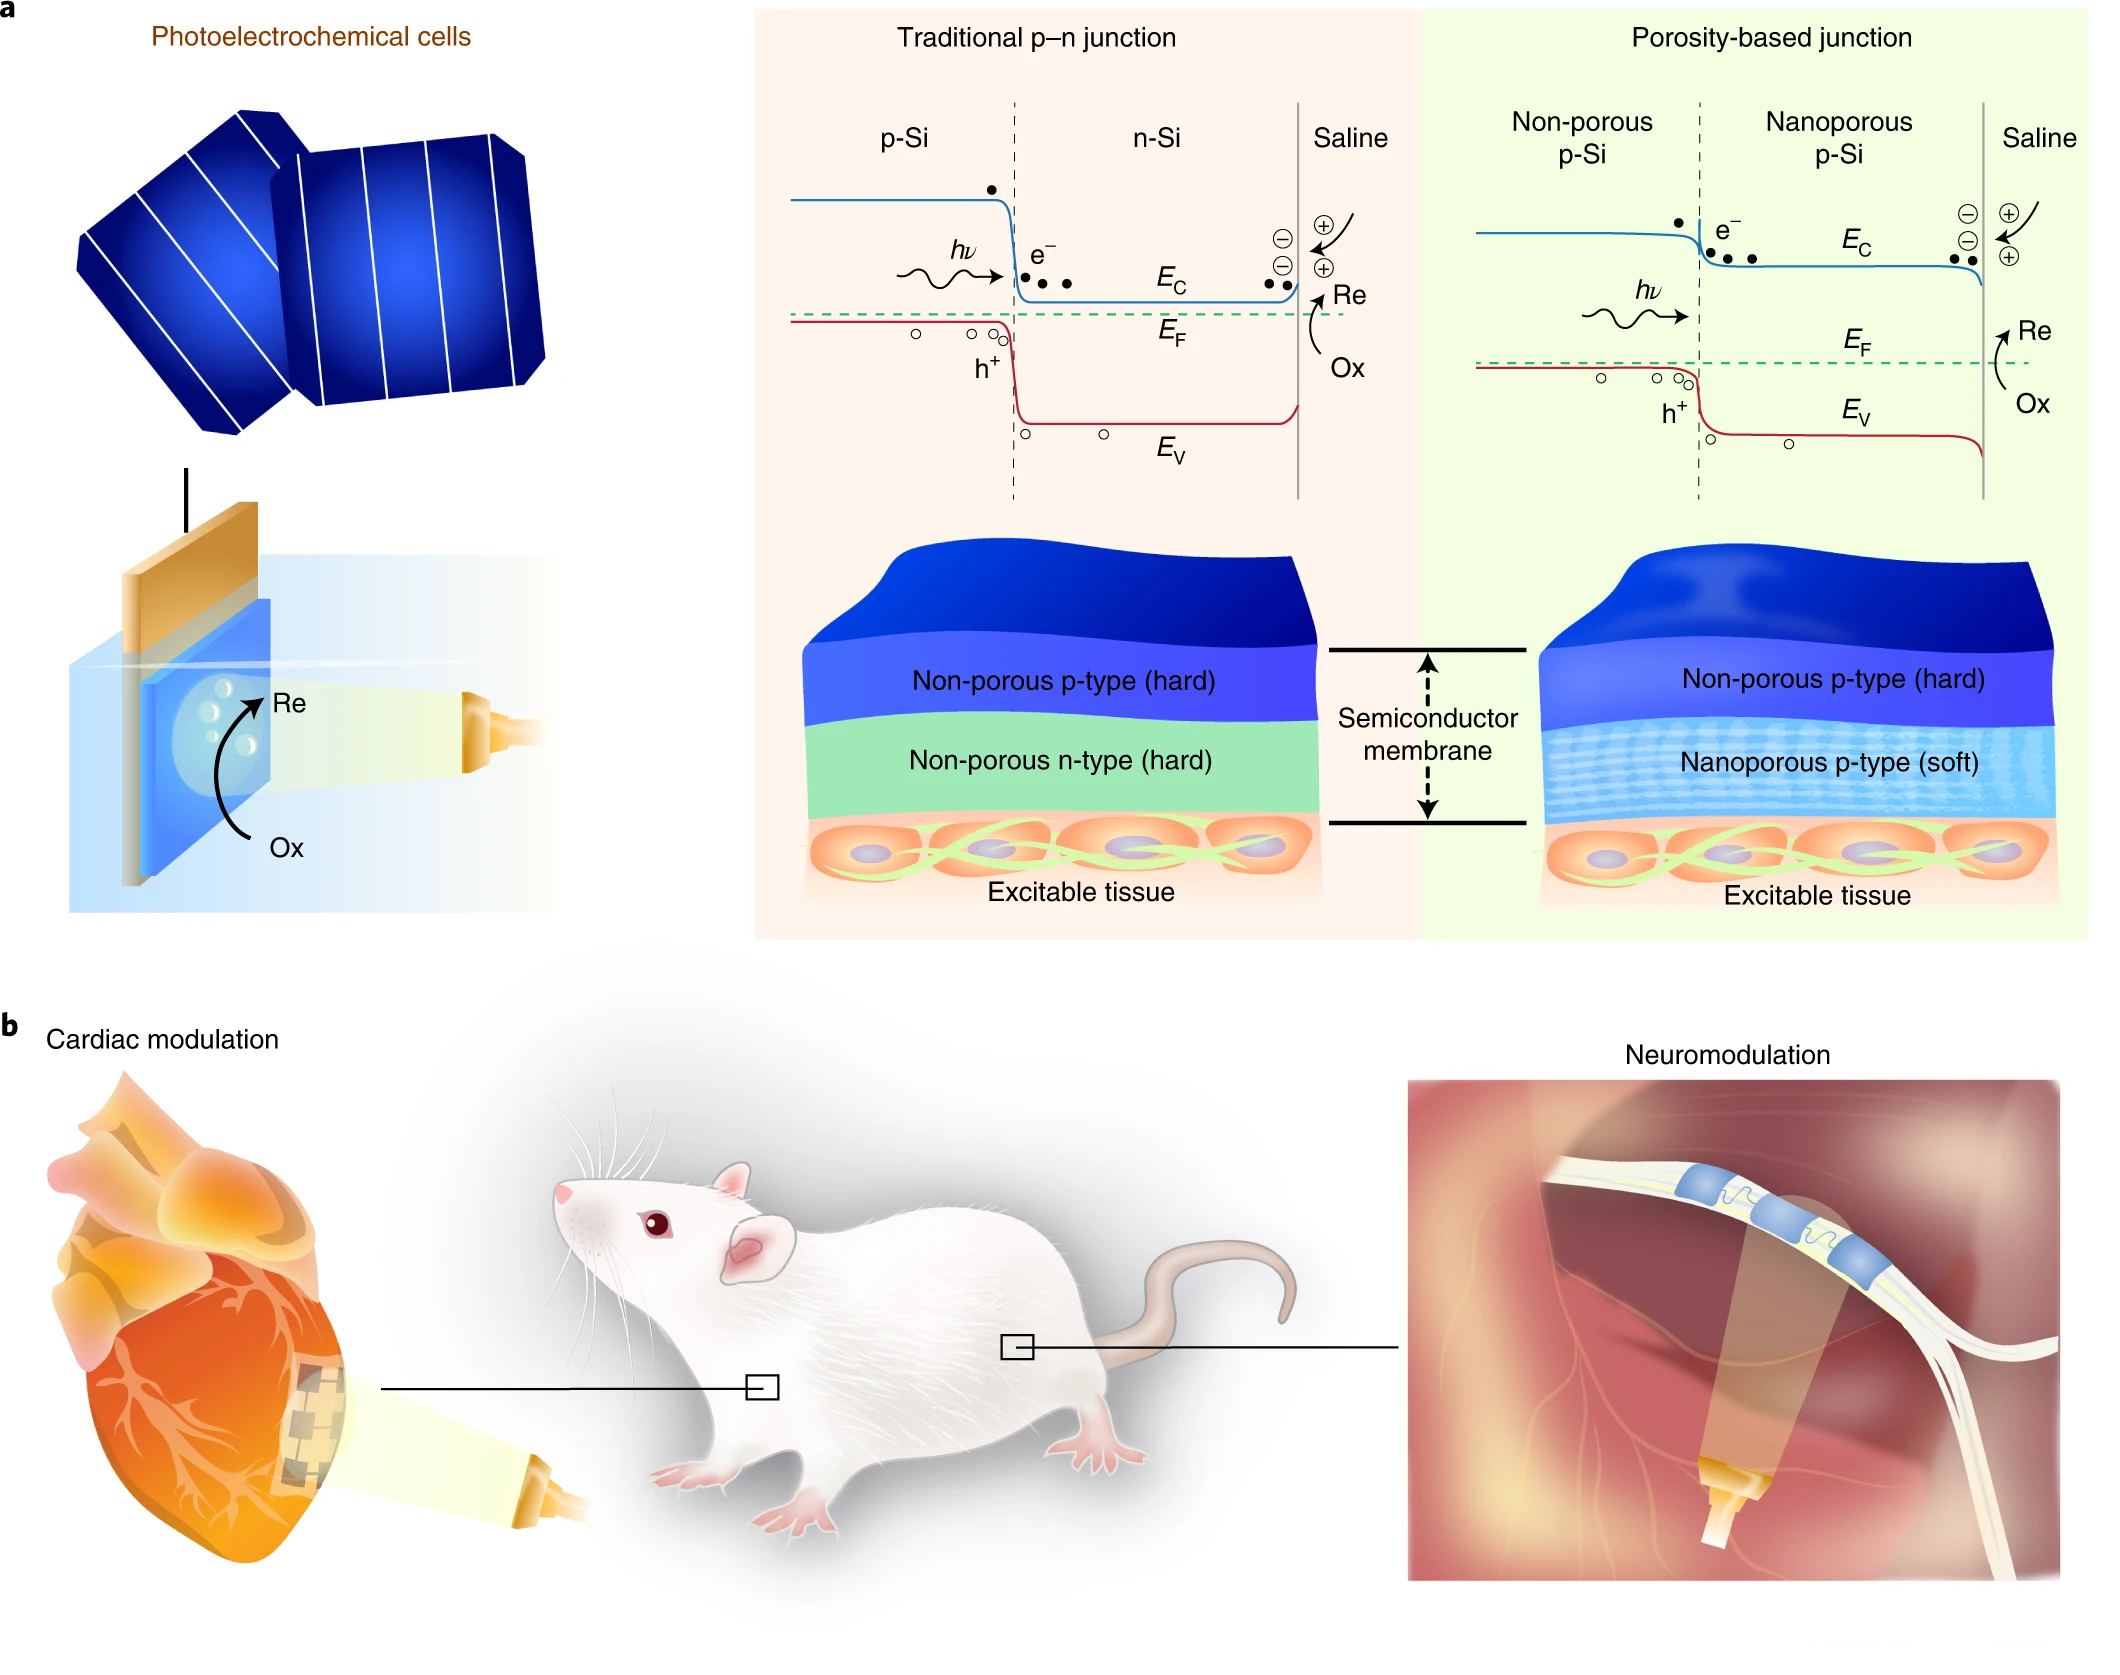 a
Photoelectrochemical cells
Re
Ox
Traditional p–n junction
p-Si
n-Si
Saline
hν
e⁻
E_C
E_F
h⁺
E_V
⊖
⊖
⊕
⊕
Re
Ox
Non-porous p-type (hard)
Non-porous n-type (hard)
Excitable tissue
Semiconductor
membrane
Porosity-based junction
Non-porous
p-Si
Nanoporous
p-Si
Saline
e⁻
hν
E_C
E_F
h⁺
E_V
⊖
⊖
⊕
⊕
Re
Ox
Non-porous p-type (hard)
Nanoporous p-type (soft)
Excitable tissue
b
Cardiac modulation
Neuromodulation